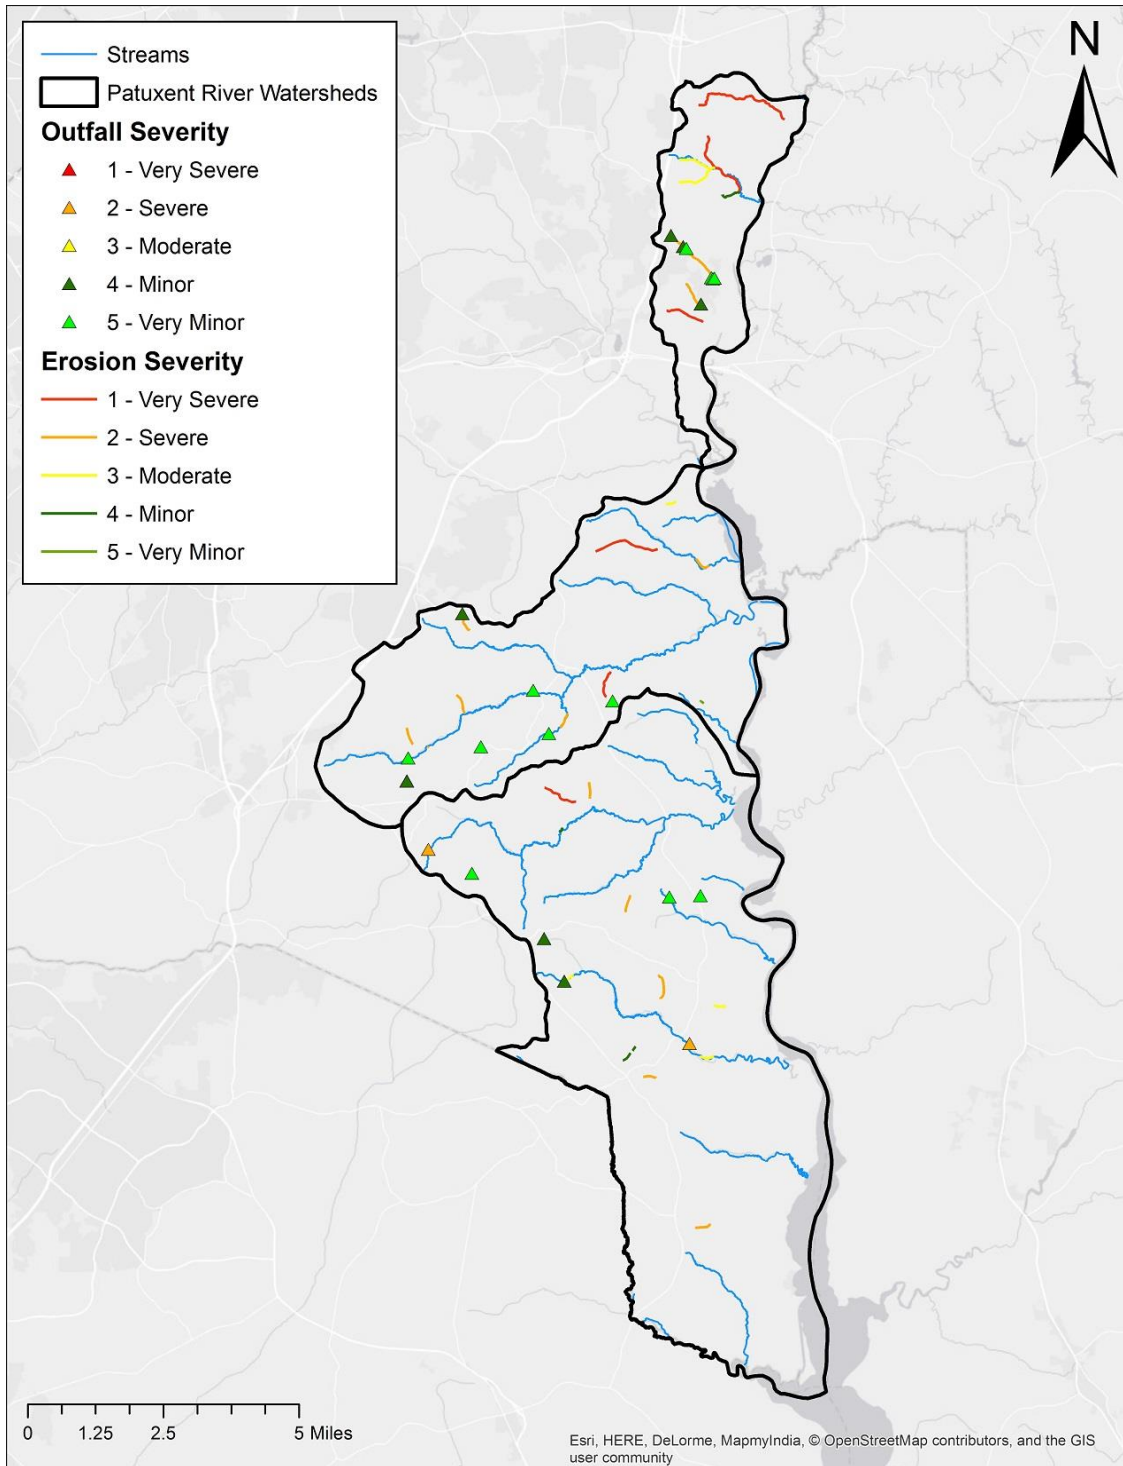 Streams
Patuxent River Watersheds
Outfall Severity
1 - Very Severe
2 - Severe
3 - Moderate
4 - Minor
5 - Very Minor
Erosion Severity
1 - Very Severe
2 - Severe
3 - Moderate
4 - Minor
5 - Very Minor
N
0 1.25 2.5 5 Miles
Esri, HERE, DeLorme, MapmyIndia, © OpenStreetMap contributors, and the GIS
user community